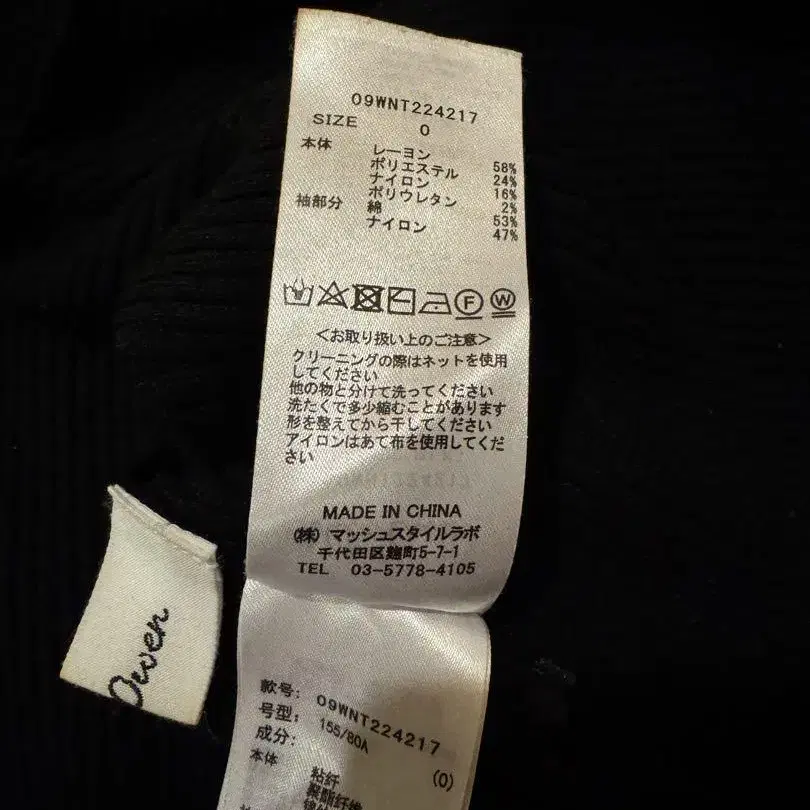 09WNT224217
SIZE 0
本体 レーヨン 58%
ポリエステル 24%
ナイロン 16%
ポリウレタン 2%
袖部分 綿 53%
ナイロン 47%
F W
<お取り扱い上のご注意>
クリーニングの際はネットを使用
してください
他の物と分けて洗ってください
洗たくで多少縮むことがあります
形を整えてから干してください
アイロンはあて布を使用してくだ
さい
MADE IN CHINA
(株) マッシュスタイルラボ
千代田区麹町5-7-1
TEL 03-5778-4105
Owen
款号: 09WNT224217
号型: 155/80A (0)
成分:
本体 粘纤
聚酯纤维